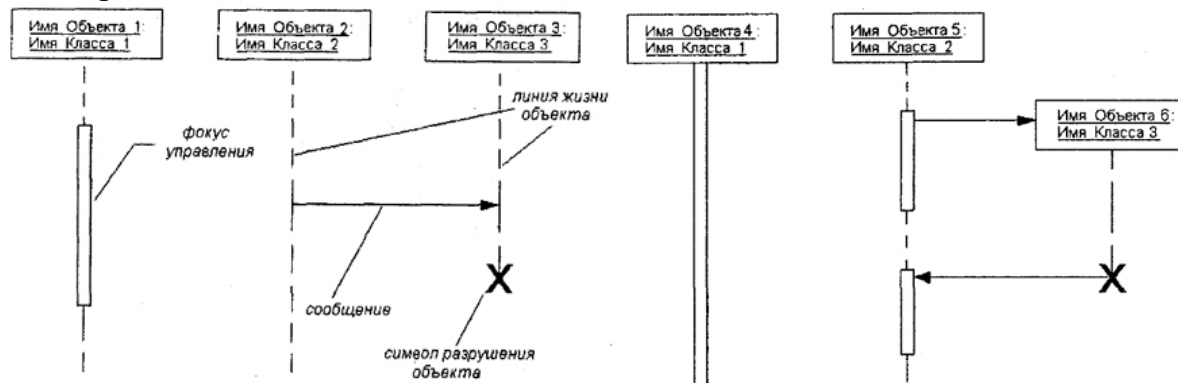 Имя Объекта 1:
Имя Класса 1
Имя Объекта 2:
Имя Класса 2
Имя Объекта 3:
Имя Класса 3
Имя Объекта4:
Имя Класса 1
Имя Объекта 5:
Имя Класса 2
Имя Объекта 6:
Имя Класса 3
линия жизни
объекта
фокус
управления
сообщение
символ разрушения
объекта